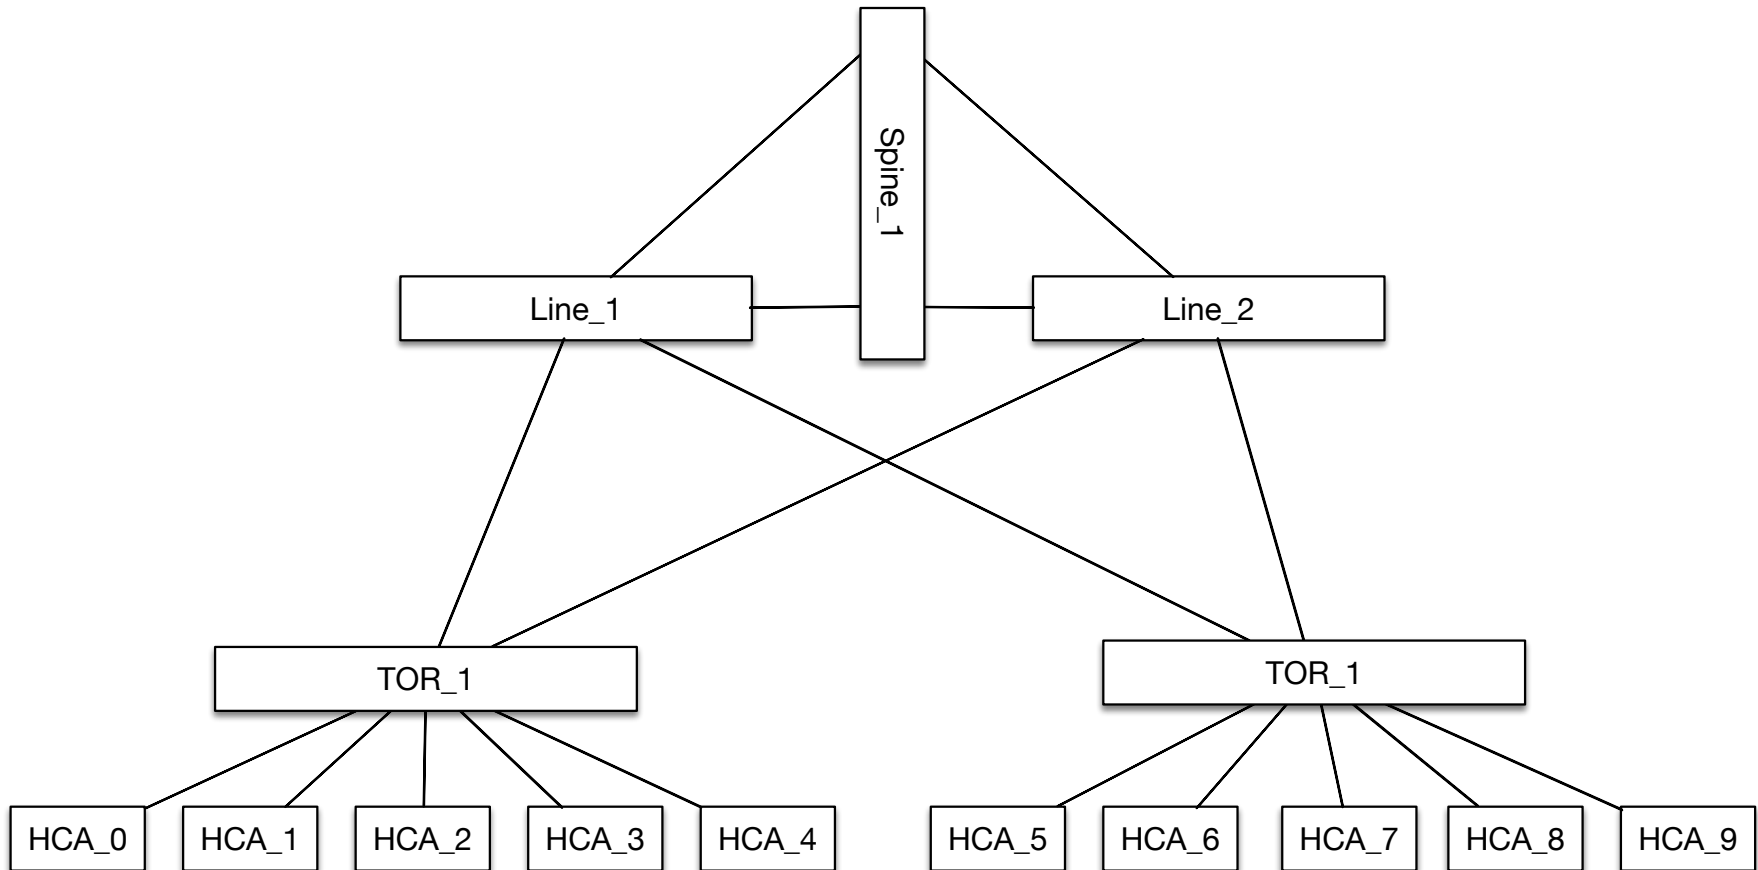 Spine_1
Line_1
Line_2
TOR_1
TOR_1
HCA_0
HCA_1
HCA_2
HCA_3
HCA_4
HCA_5
HCA_6
HCA_7
HCA_8
HCA_9